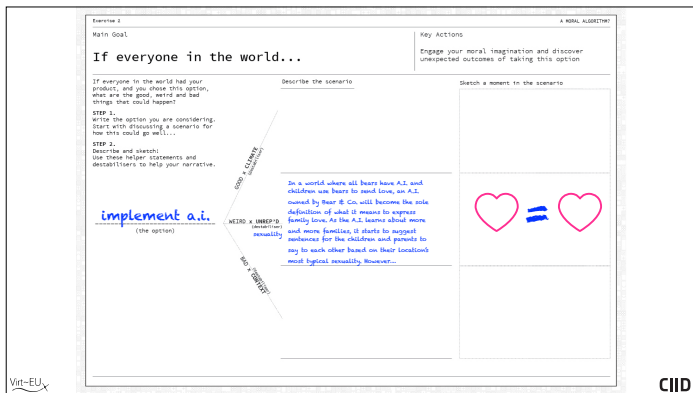 Exercise 2
A MORAL ALGORITHM?
Main Goal
If everyone in the world...
Key Actions
Engage your moral imagination and discover
unexpected outcomes of taking this option
If everyone in the world had your
product, and you chose this option,
what are the good, weird and bad
things that could happen?
STEP 1.
Write the option you are considering.
Start with discussing a scenario for
how this could go well...
STEP 2.
Describe and sketch!
Use these helper statements and
destabilisers to help your narrative.
implement a.i.
(the option)
GOOD x CLIMATE
(destabiliser)
WEIRD x UNREP'D
(destabiliser)
sexuality
BAD x CONTEXT
(destabiliser)
Describe the scenario
In a world where all bears have A.I. and
children use bears to send love, an A.I.
owned by Bear & Co. will become the sole
definition of what it means to express
family love. As the A.I. learns about more
and more families, it starts to suggest
sentences for the children and parents to
say to each other based on their location's
most typical sexuality. However...
Sketch a moment in the scenario
=
Virt-EU
CIID